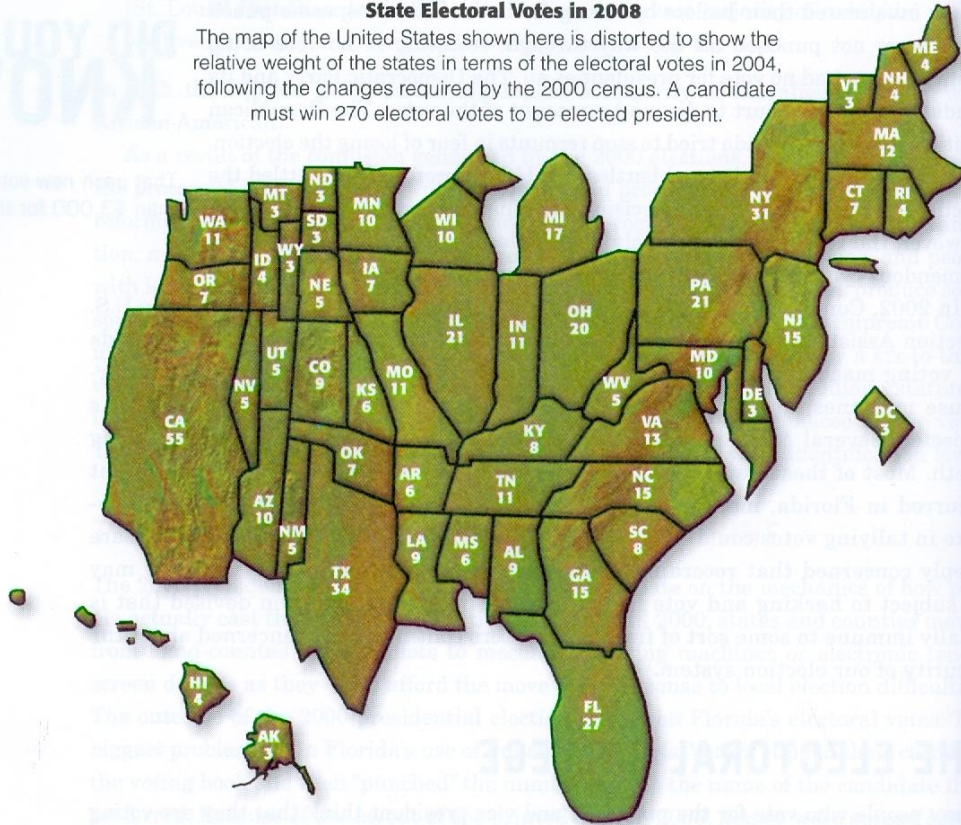 State Electoral Votes in 2008
The map of the United States shown here is distorted to show the
relative weight of the states in terms of the electoral votes in 2004,
following the changes required by the 2000 census. A candidate
must win 270 electoral votes to be elected president.
ME
4
VT
3
NH
4
MA
12
NY
31
CT
7
RI
4
WA
11
MT
3
ND
3
MN
10
WI
10
MI
17
SD
3
ID
4
WY
3
OR
7
NE
5
IA
7
PA
21
NJ
15
IL
21
IN
11
OH
20
MD
10
DE
3
DC
3
WV
5
VA
13
CA
55
NV
5
UT
5
CO
9
KS
6
MO
11
KY
8
AZ
10
NM
5
OK
7
AR
6
TN
11
NC
15
SC
8
TX
34
LA
9
MS
6
AL
9
GA
15
FL
27
HI
4
AK
3